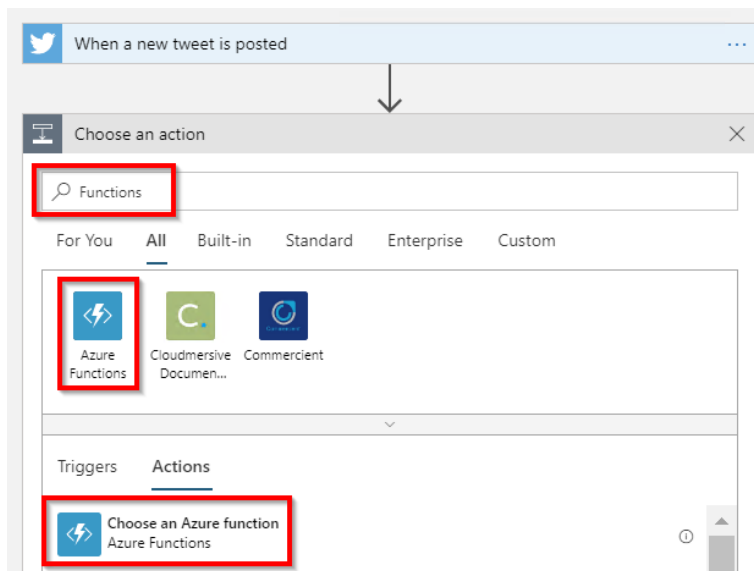 When a new tweet is posted
Choose an action
Functions
For You All Built-in Standard Enterprise Custom
C.
Azure Cloudmersive Commercient
Functions Documen...
Triggers Actions
Choose an Azure function
Azure Functions